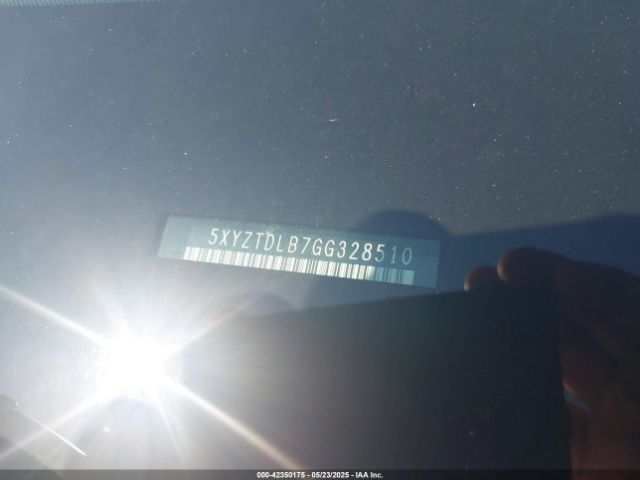 5XYZTDLB7GG328510
000-42350175 — 05/23/2025 — IAA Inc.